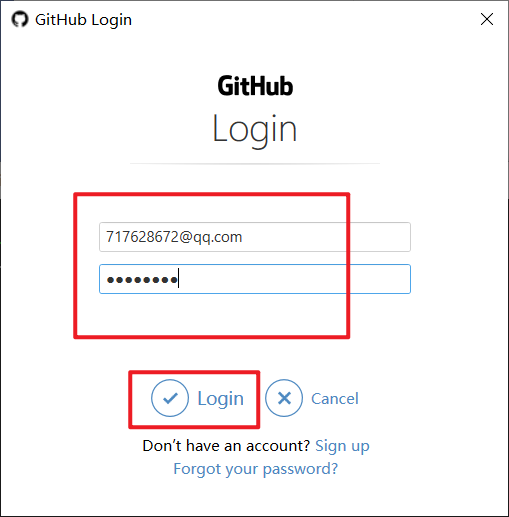 GitHub Login
GitHub
Login
717628672@qq.com
●●●●●●●●
Login Cancel
Don't have an account? Sign up
Forgot your password?